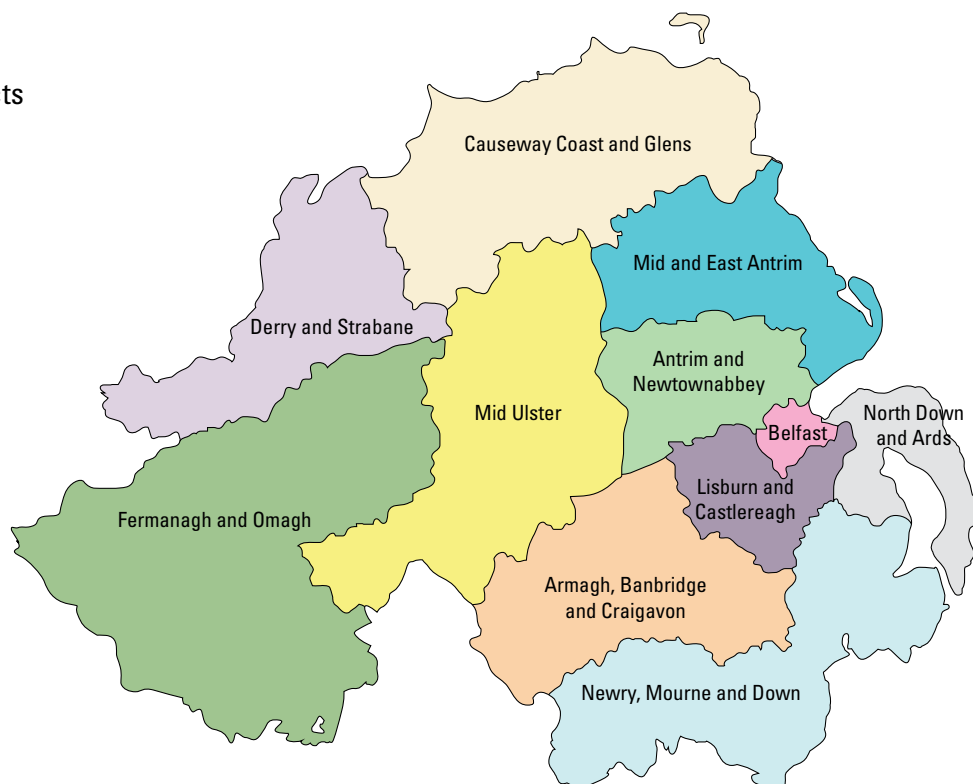 ts
Causeway Coast and Glens
Mid and East Antrim
Derry and Strabane
Antrim and
Newtownabbey
Mid Ulster
North Down
and Ards
Belfast
Lisburn and
Castlereagh
Fermanagh and Omagh
Armagh, Banbridge
and Craigavon
Newry, Mourne and Down